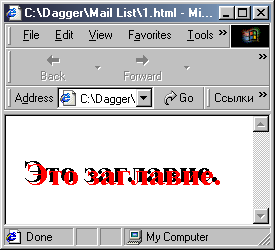 C:\Dagger\Mail List\1.html - Mi...
File Edit View Favorites Tools »
Back Forward »
Address C:\Dagger\ Go Ссылки »
Это заглавие.
Done My Computer